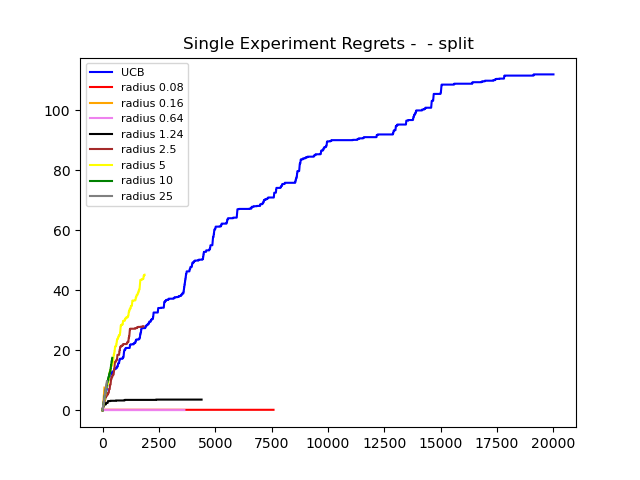 Single Experiment Regrets -  - split
UCB
radius 0.08
radius 0.16
radius 0.64
radius 1.24
radius 2.5
radius 5
radius 10
radius 25
100
80
60
40
20
0
0 2500 5000 7500 10000 12500 15000 17500 20000